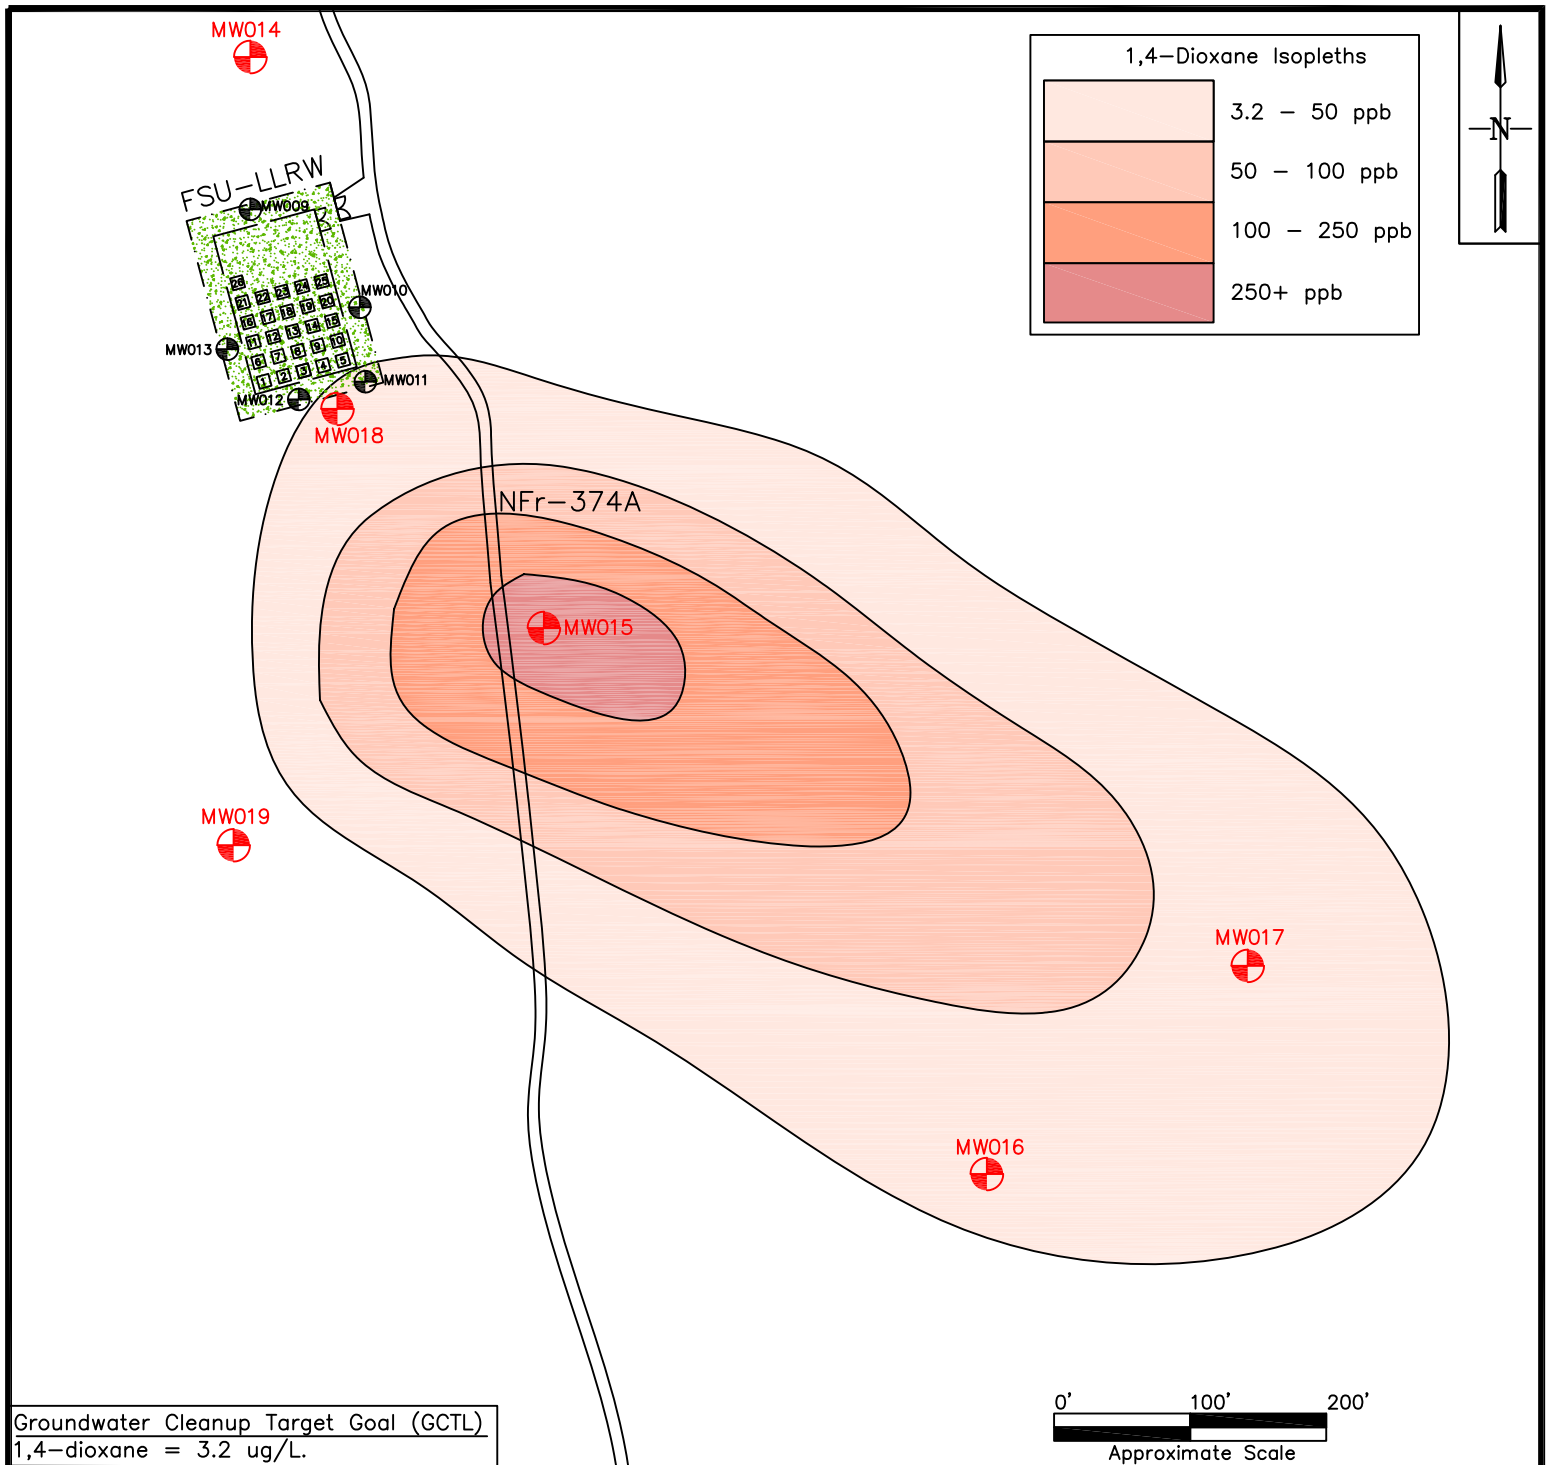 MW014
1,4-Dioxane Isopleths
3.2 - 50 ppb
50 - 100 ppb
100 - 250 ppb
250+ ppb
N
FSU-LLRW
MW009
26
21 22 23 24 25
16 17 18 19 20
11 12 13 14 15
6 7 8 9 10
1 2 3 4 5
MW010
MW013
MW011
MW012
MW018
NFr-374A
MW015
MW019
MW017
MW016
0' 100' 200'
Approximate Scale
Groundwater Cleanup Target Goal (GCTL)
1,4-dioxane = 3.2 ug/L.